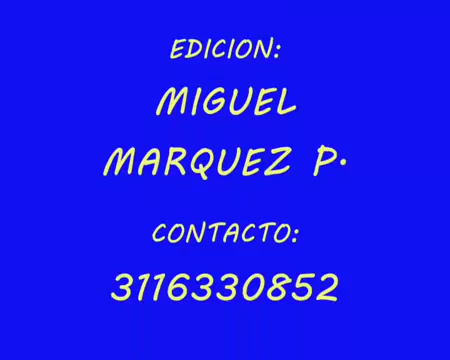 EDICION:
MIGUEL
MARQUEZ P.
CONTACTO:
3116330852